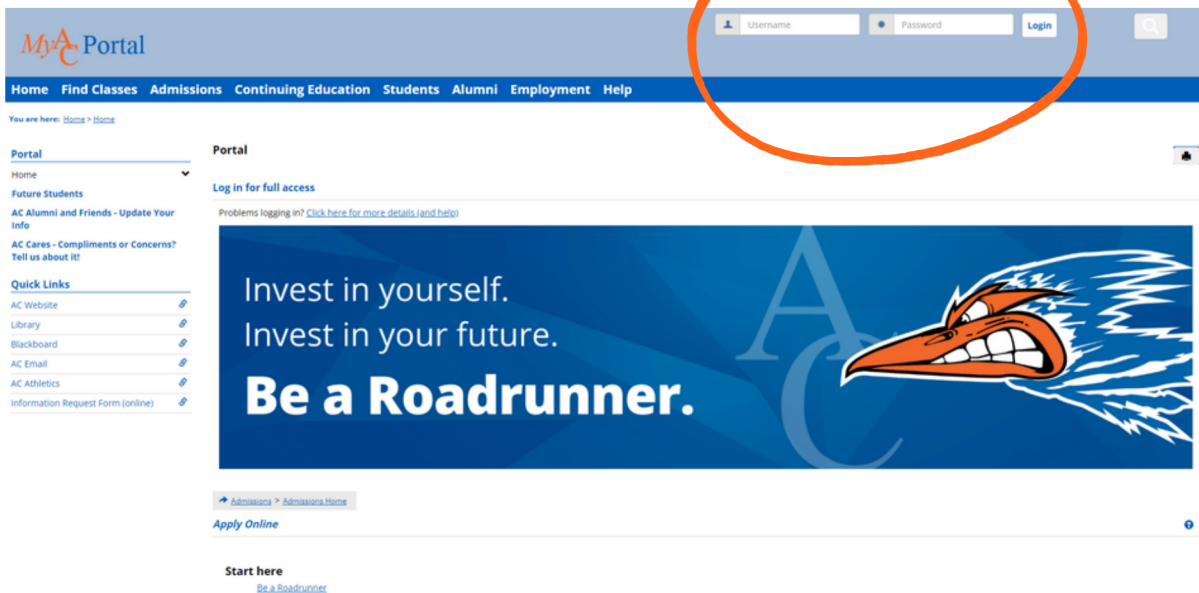 Username
Password
Login
MyAC Portal
Home Find Classes Admissions Continuing Education Students Alumni Employment Help
You are here: Home > Home
Portal
Home
Future Students
AC Alumni and Friends - Update Your
Info
AC Cares - Compliments or Concerns?
Tell us about it!
Quick Links
AC Website
Library
Blackboard
AC Email
AC Athletics
Information Request Form (online)
Portal
Log in for full access
Problems logging in? Click here for more details (and help)
Invest in yourself.
Invest in your future.
Be a Roadrunner.
AC
Admissions > Admissions Home
Apply Online
Start here
Be a Roadrunner